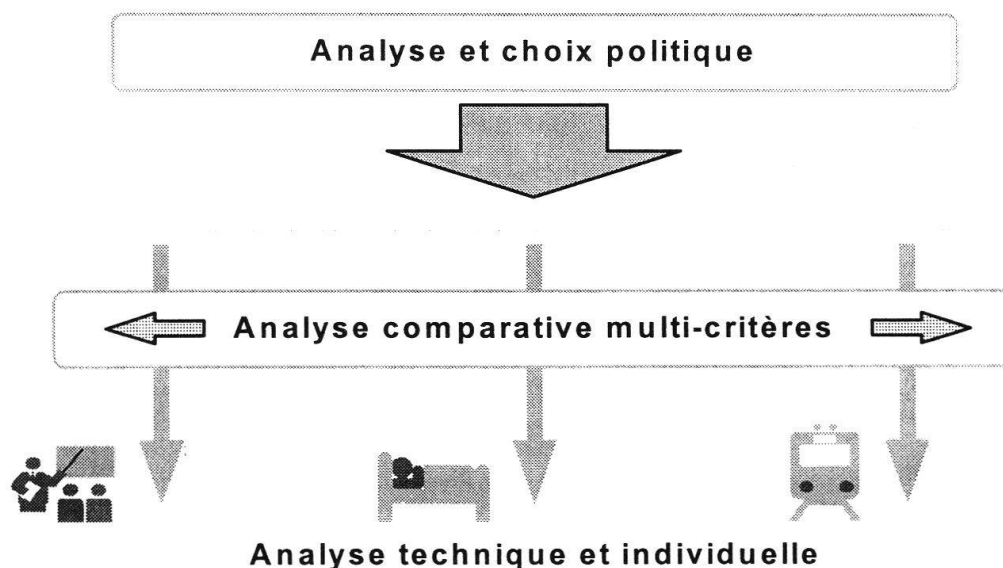 Analyse et choix politique
Analyse comparative multi-critères
Analyse technique et individuelle